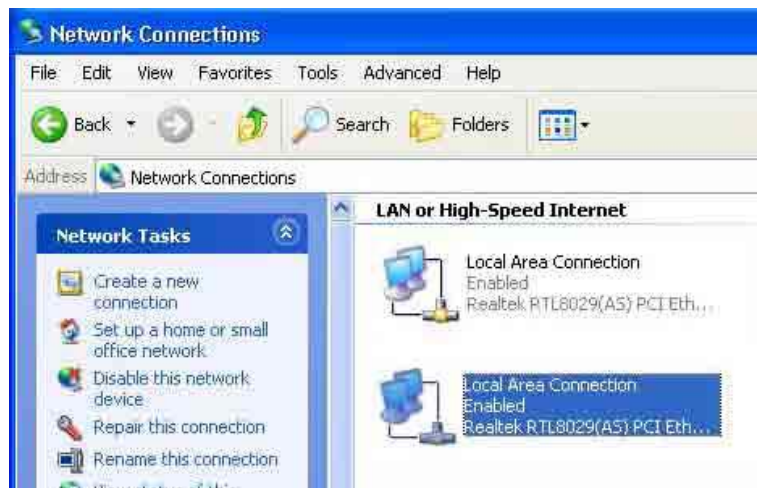 Network Connections
File Edit View Favorites Tools Advanced Help
Back Search Folders
Address Network Connections
Network Tasks
Create a new
connection
Set up a home or small
office network
Disable this network
device
Repair this connection
Rename this connection
LAN or High-Speed Internet
Local Area Connection
Enabled
Realtek RTL8029(AS) PCI Eth...
Local Area Connection
Enabled
Realtek RTL8029(AS) PCI Eth...